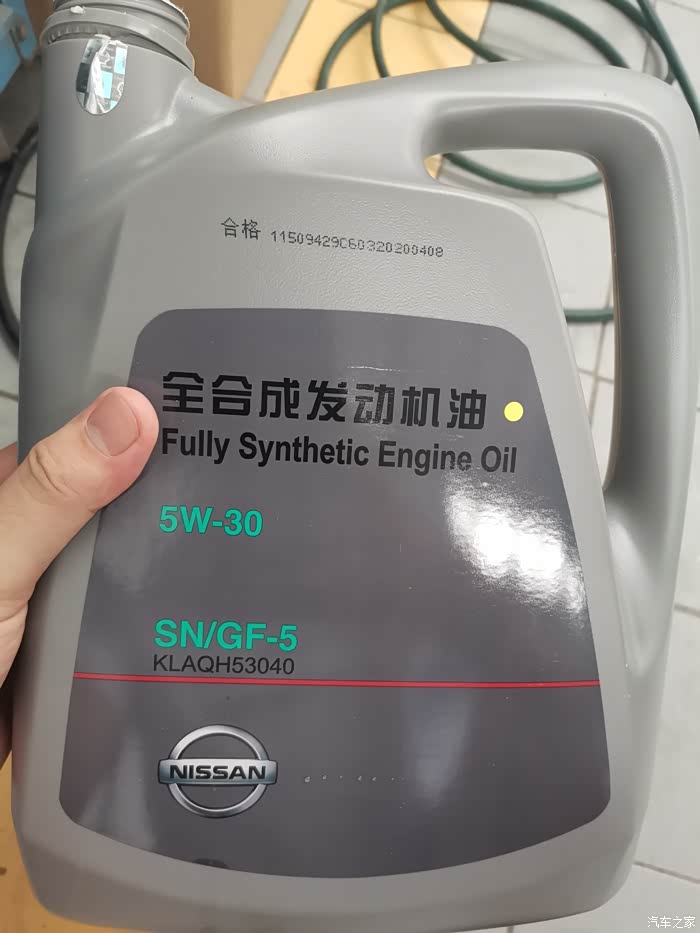 合格 11509429C60320200408
全合成发动机油
Fully Synthetic Engine Oil
5W-30
SN/GF-5
KLAQH53040
NISSAN
汽车之家